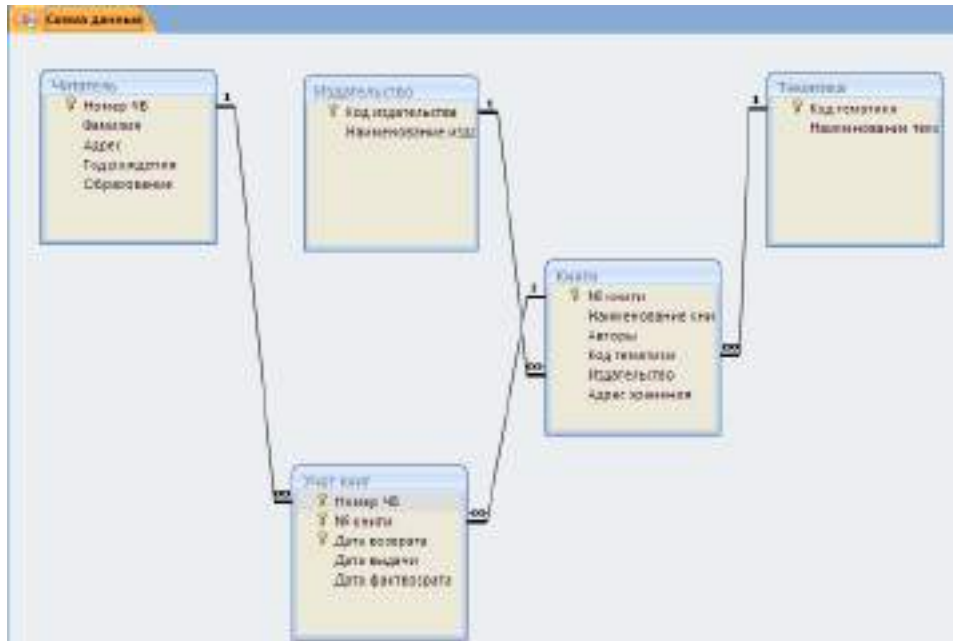 Схема данных
Читатель
Номер ЧБ
Фамилия
Адрес
Год рождения
Образование
1
Издательство
Код издательства
Наименование изд
1
Тематика
Код тематики
Наименование тем
1
Книги
№ книги
Наименование кни
Авторы
Код тематики
Издательство
Адрес хранения
1
∞
∞
Учет книг
Номер ЧБ
№ книги
Дата возврата
Дата выдачи
Дата фактвозврата
∞
∞